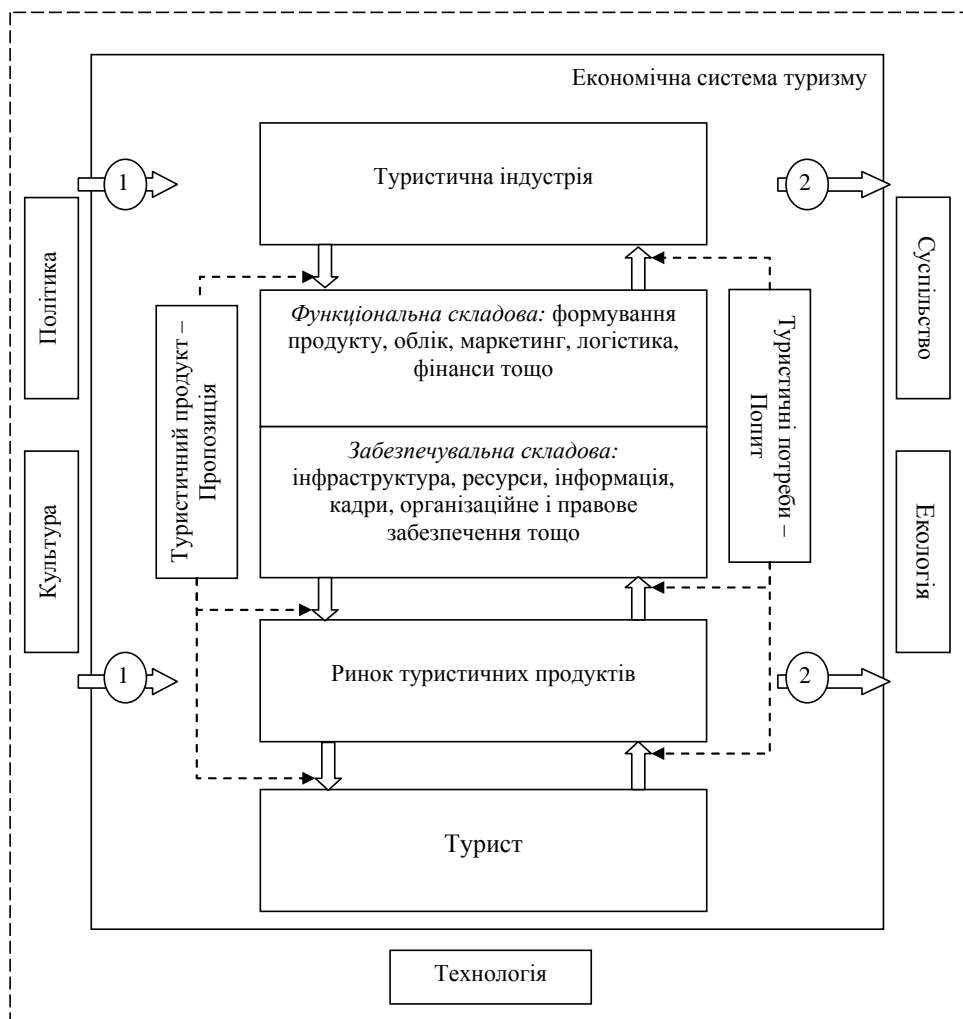 Економічна система туризму
Туристична індустрія
1
2
Політика
Суспільство
Функціональна складова: формування
продукту, облік, маркетинг, логістика,
фінанси тощо
Туристичний продукт –
Пропозиція
Туристичні потреби –
Попит
Забезпечувальна складова:
інфраструктура, ресурси, інформація,
кадри, організаційне і правове
забезпечення тощо
Культура
Екологія
Ринок туристичних продуктів
1
2
Турист
Технологія